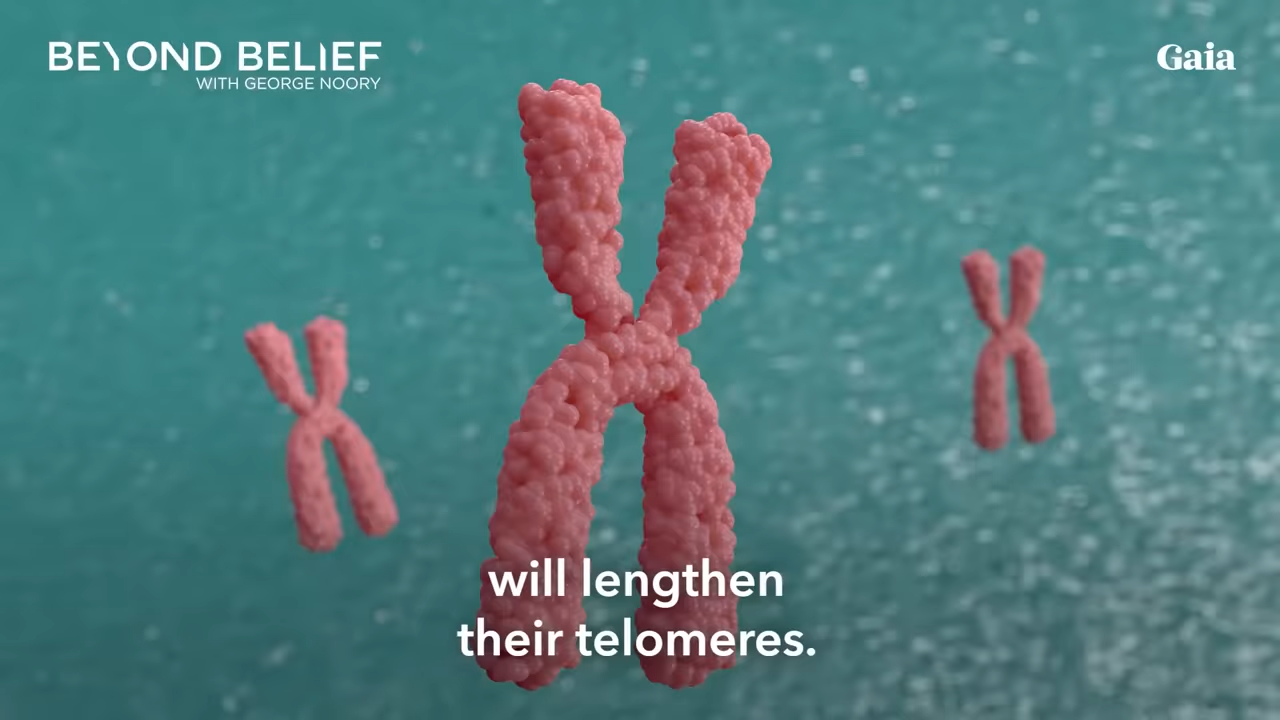 BEYOND BELIEF
WITH GEORGE NOORY
Gaia
will lengthen
their telomeres.